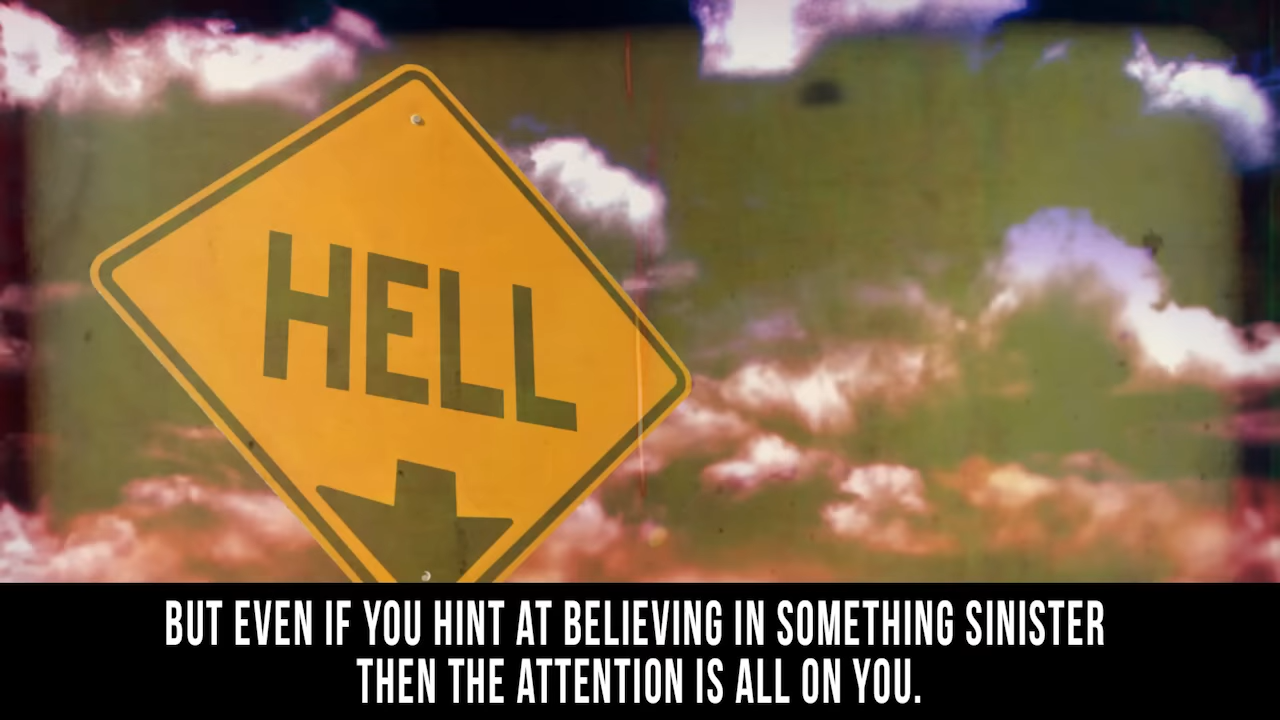 HELL
BUT EVEN IF YOU HINT AT BELIEVING IN SOMETHING SINISTER
THEN THE ATTENTION IS ALL ON YOU.